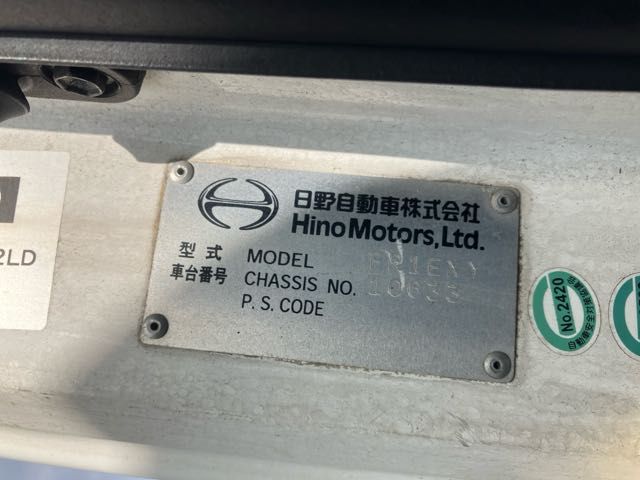 日野自動車株式会社
Hino Motors, Ltd.
型式 MODEL
車台番号 CHASSIS NO.
P. S. CODE
2LD
No.2420